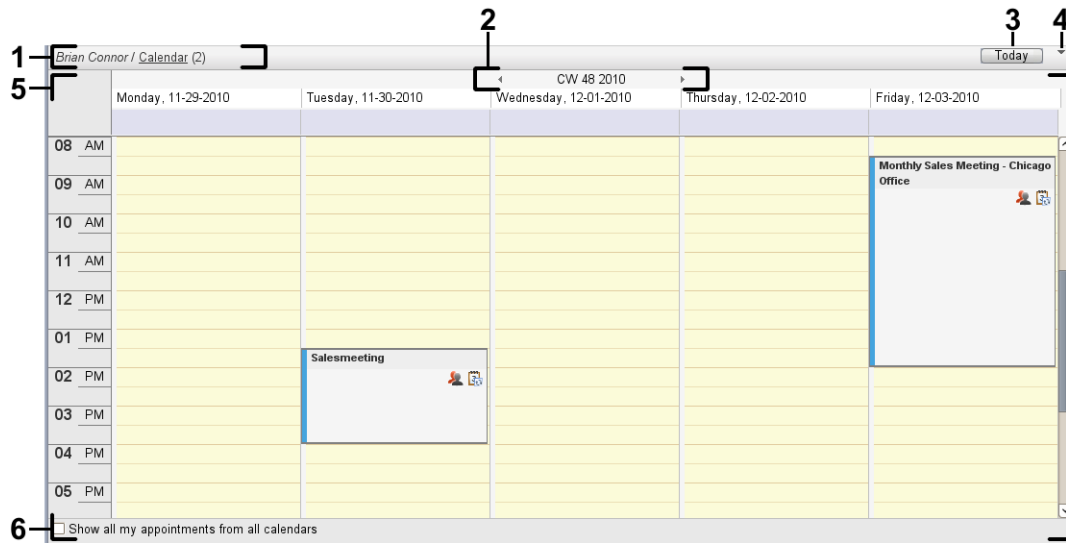 2
3
4
1
Brian Connor / Calendar (2)
Today
5
CW 48 2010
Monday, 11-29-2010
Tuesday, 11-30-2010
Wednesday, 12-01-2010
Thursday, 12-02-2010
Friday, 12-03-2010
08 AM
Monthly Sales Meeting - Chicago
Office
09 AM
10 AM
11 AM
12 PM
01 PM
Salesmeeting
02 PM
03 PM
04 PM
05 PM
6
Show all my appointments from all calendars